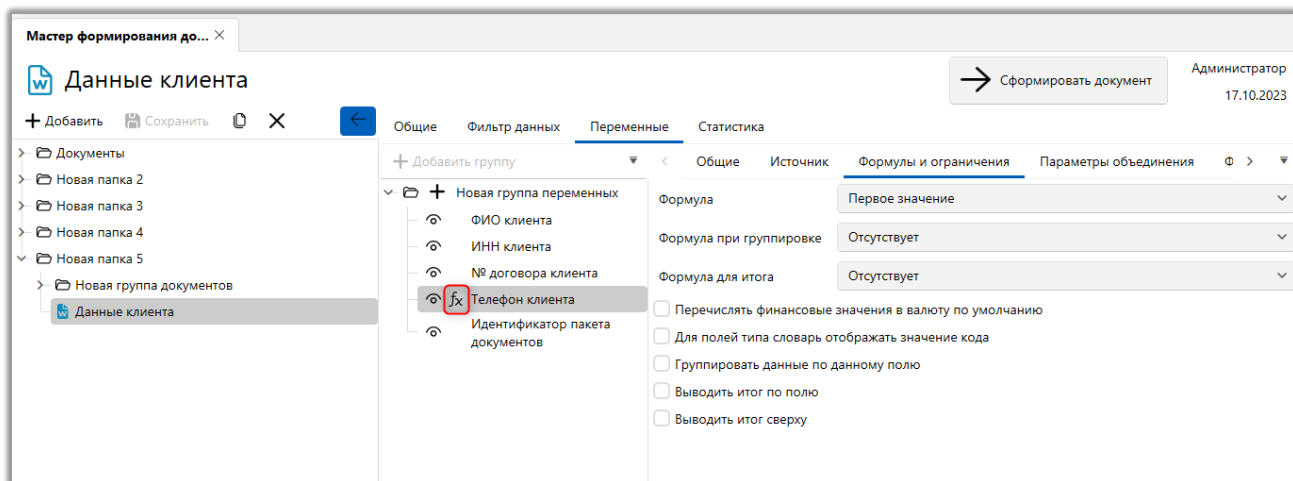 Мастер формирования до...
Данные клиента
Сформировать документ
Администратор
17.10.2023
Добавить Сохранить
Общие Фильтр данных Переменные Статистика
Документы
Новая папка 2
Новая папка 3
Новая папка 4
Новая папка 5
Новая группа документов
Данные клиента
Добавить группу
Новая группа переменных
ФИО клиента
ИНН клиента
№ договора клиента
fx Телефон клиента
Идентификатор пакета
документов
Общие Источник Формулы и ограничения Параметры объединения Ф
Формула Первое значение
Формула при группировке Отсутствует
Формула для итога Отсутствует
Перечислять финансовые значения в валюту по умолчанию
Для полей типа словарь отображать значение кода
Группировать данные по данному полю
Выводить итог по полю
Выводить итог сверху